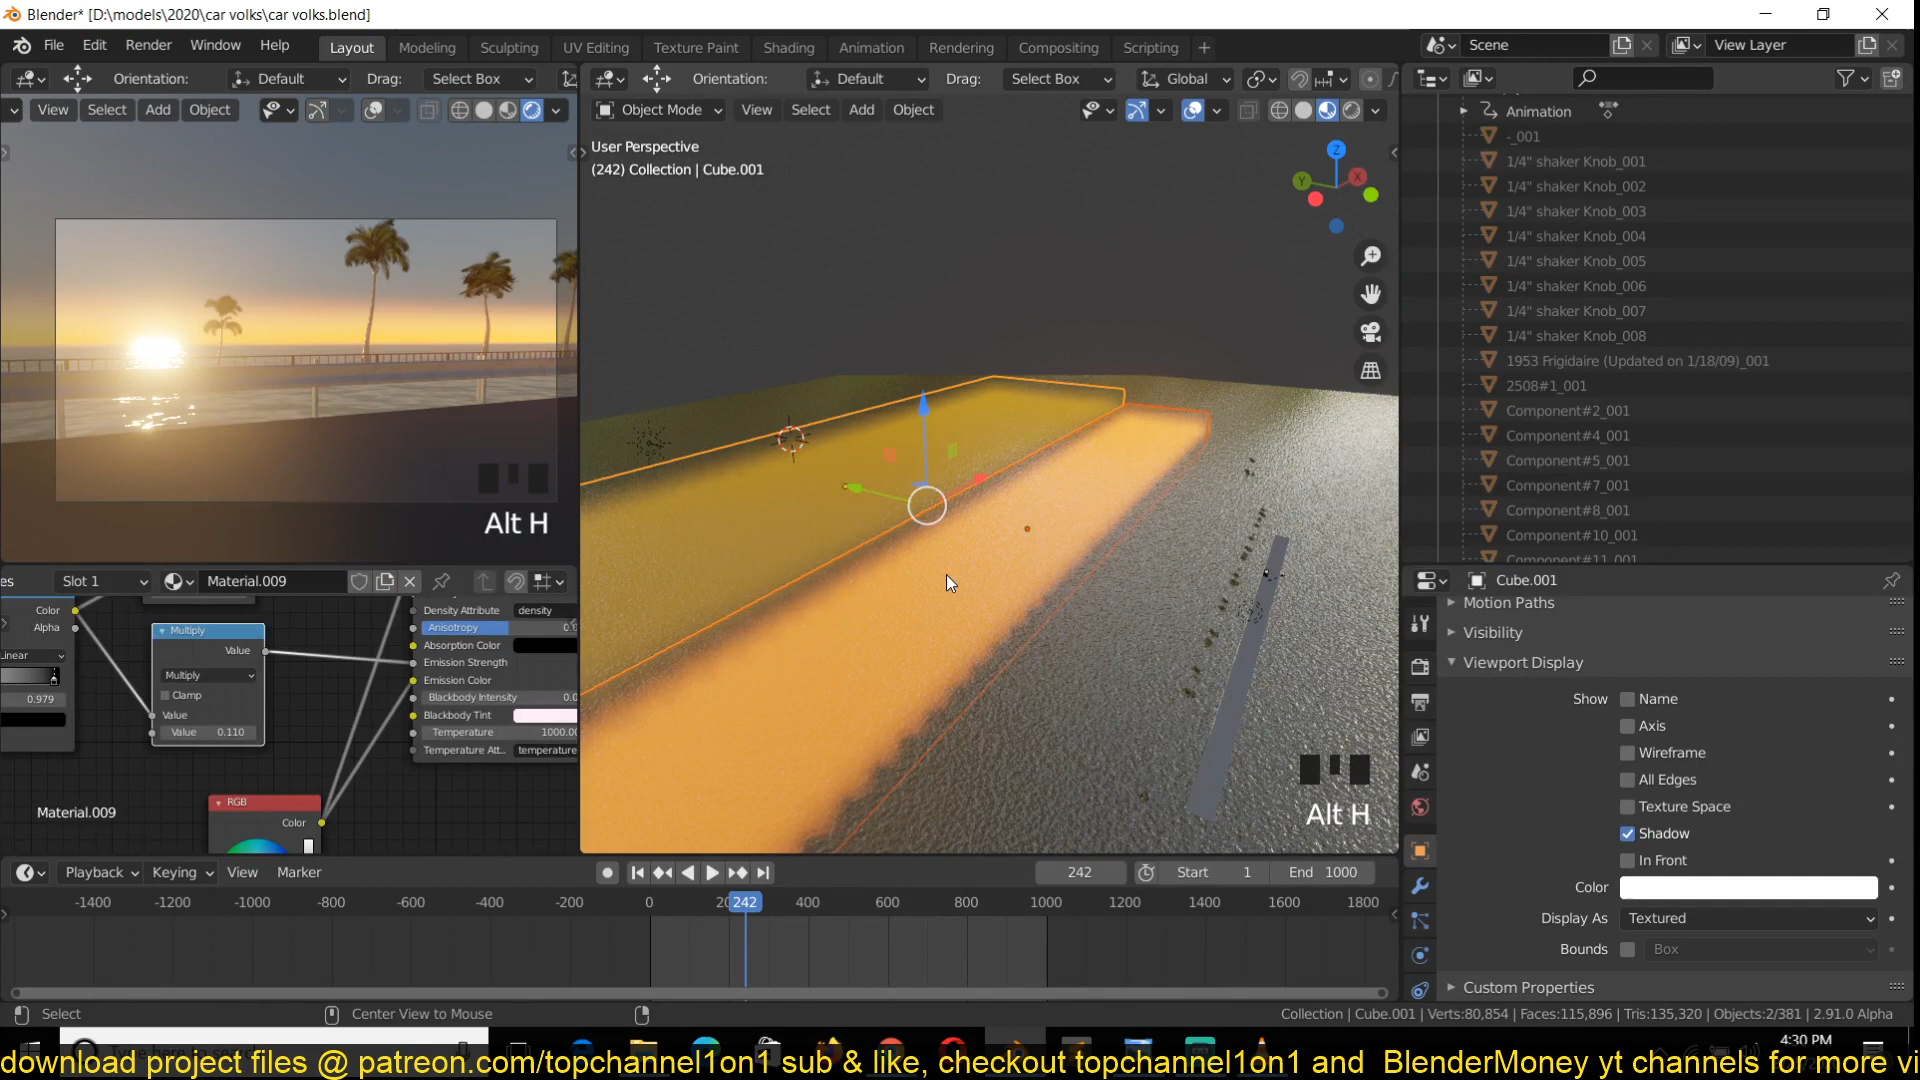 Blender* [D:\models\2020\car volks\car volks.blend]
File Edit Render Window Help Layout Modeling Sculpting UV Editing Texture Paint Shading Animation Rendering Compositing Scripting + Scene View Layer
Orientation: Default Drag: Select Box
View Select Add Object
Orientation: Default Drag: Select Box Global
Object Mode View Select Add Object
User Perspective
(242) Collection | Cube.001
Z
Y
X
Alt H
Alt H
Animation
-_001
1/4" shaker Knob_001
1/4" shaker Knob_002
1/4" shaker Knob_003
1/4" shaker Knob_004
1/4" shaker Knob_005
1/4" shaker Knob_006
1/4" shaker Knob_007
1/4" shaker Knob_008
1953 Frigidaire (Updated on 1/18/09)_001
2508#1_001
Component#2_001
Component#4_001
Component#5_001
Component#7_001
Component#8_001
Component#10_001
Component#11_001
es Slot 1 Material.009
Color
Alpha
Linear
0.979
Multiply
Value
Multiply
Clamp
Value
Value 0.110
RGB
Color
Material.009
Density Attribute density
Anisotropy 0.8
Absorption Color
Emission Strength
Emission Color
Blackbody Intensity 0.0
Blackbody Tint
Temperature 1000.00
Temperature Att.. temperature
Cube.001
Motion Paths
Visibility
Viewport Display
Show Name
Axis
Wireframe
All Edges
Texture Space
Shadow
In Front
Color
Display As Textured
Bounds Box
Custom Properties
Playback Keying View Marker 242 Start 1 End 1000
-1400 -1200 -1000 -800 -600 -400 -200 0 20 242 400 600 800 1000 1200 1400 1600 1800
Select Center View to Mouse Collection | Cube.001 | Verts:80,854 | Faces:115,896 | Tris:135,320 | Objects:2/381 | 2.91.0 Alpha
4:30 PM
download project files @ patreon.com/topchannel1on1 sub & like, checkout topchannel1on1 and BlenderMoney yt channels for more vi